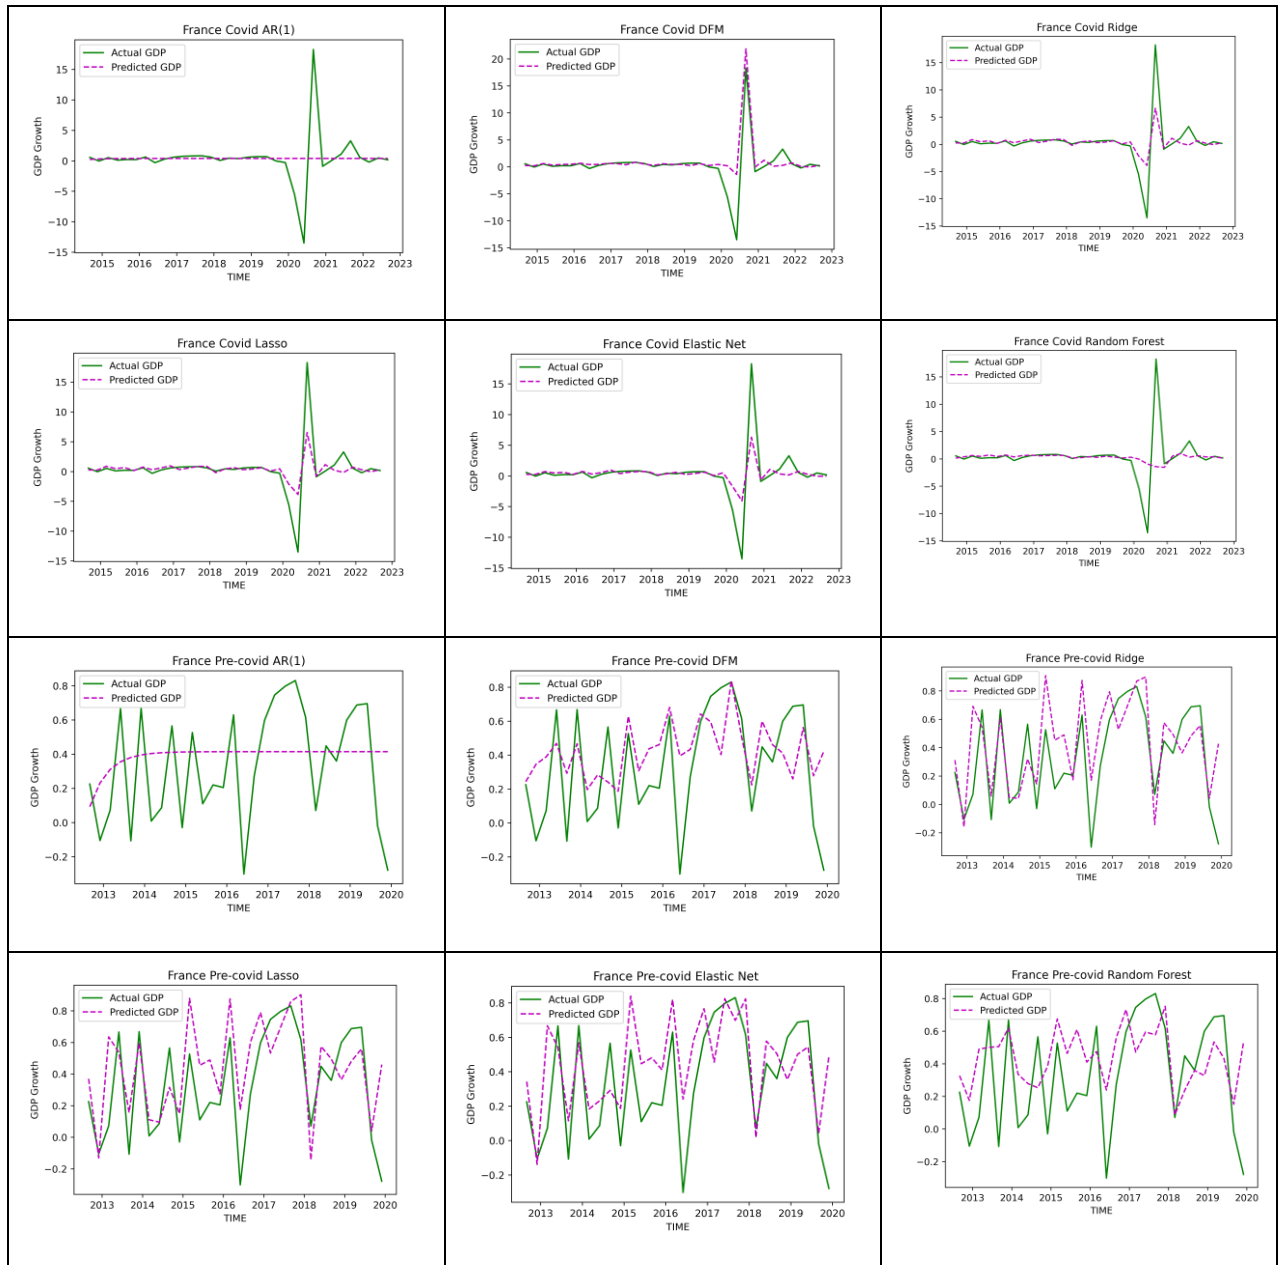 France Covid AR(1)
Actual GDP
Predicted GDP
GDP Growth
15
10
5
0
−5
−10
−15
2015 2016 2017 2018 2019 2020 2021 2022 2023
TIME
France Covid DFM
Actual GDP
Predicted GDP
GDP Growth
20
15
10
5
0
−5
−10
−15
2015 2016 2017 2018 2019 2020 2021 2022 2023
TIME
France Covid Ridge
Actual GDP
Predicted GDP
GDP Growth
15
10
5
0
−5
−10
−15
2015 2016 2017 2018 2019 2020 2021 2022 2023
TIME
France Covid Lasso
Actual GDP
Predicted GDP
GDP Growth
15
10
5
0
−5
−10
−15
2015 2016 2017 2018 2019 2020 2021 2022 2023
TIME
France Covid Elastic Net
Actual GDP
Predicted GDP
GDP Growth
15
10
5
0
−5
−10
−15
2015 2016 2017 2018 2019 2020 2021 2022 2023
TIME
France Covid Random Forest
Actual GDP
Predicted GDP
GDP Growth
15
10
5
0
−5
−10
−15
2015 2016 2017 2018 2019 2020 2021 2022 2023
TIME
France Pre-covid AR(1)
Actual GDP
Predicted GDP
GDP Growth
0.8
0.6
0.4
0.2
0.0
−0.2
2013 2014 2015 2016 2017 2018 2019 2020
TIME
France Pre-covid DFM
Actual GDP
Predicted GDP
GDP Growth
0.8
0.6
0.4
0.2
0.0
−0.2
2013 2014 2015 2016 2017 2018 2019 2020
TIME
France Pre-covid Ridge
Actual GDP
Predicted GDP
GDP Growth
0.8
0.6
0.4
0.2
0.0
−0.2
2013 2014 2015 2016 2017 2018 2019 2020
TIME
France Pre-covid Lasso
Actual GDP
Predicted GDP
GDP Growth
0.8
0.6
0.4
0.2
0.0
−0.2
2013 2014 2015 2016 2017 2018 2019 2020
TIME
France Pre-covid Elastic Net
Actual GDP
Predicted GDP
GDP Growth
0.8
0.6
0.4
0.2
0.0
−0.2
2013 2014 2015 2016 2017 2018 2019 2020
TIME
France Pre-covid Random Forest
Actual GDP
Predicted GDP
GDP Growth
0.8
0.6
0.4
0.2
0.0
−0.2
2013 2014 2015 2016 2017 2018 2019 2020
TIME